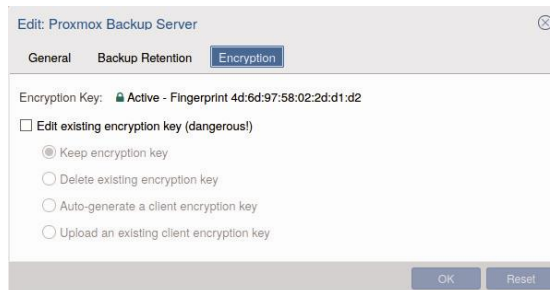 Edit: Proxmox Backup Server
General Backup Retention Encryption
Encryption Key: Active - Fingerprint 4d:6d:97:58:02:2d:d1:d2
Edit existing encryption key (dangerous!)
Keep encryption key
Delete existing encryption key
Auto-generate a client encryption key
Upload an existing client encryption key
OK Reset